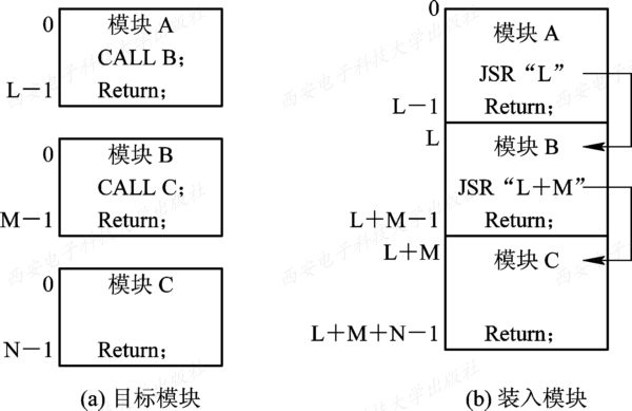 0
模块 A
CALL B；
L－1
Return；
0
模块 B
CALL C；
M－1
Return；
0
模块 C
N－1
Return；
(a) 目标模块
0
模块 A
JSR“L”
L－1
Return；
L
模块 B
JSR“L＋M”
L＋M－1
Return；
L＋M
模块 C
L＋M＋N－1
Return；
(b) 装入模块